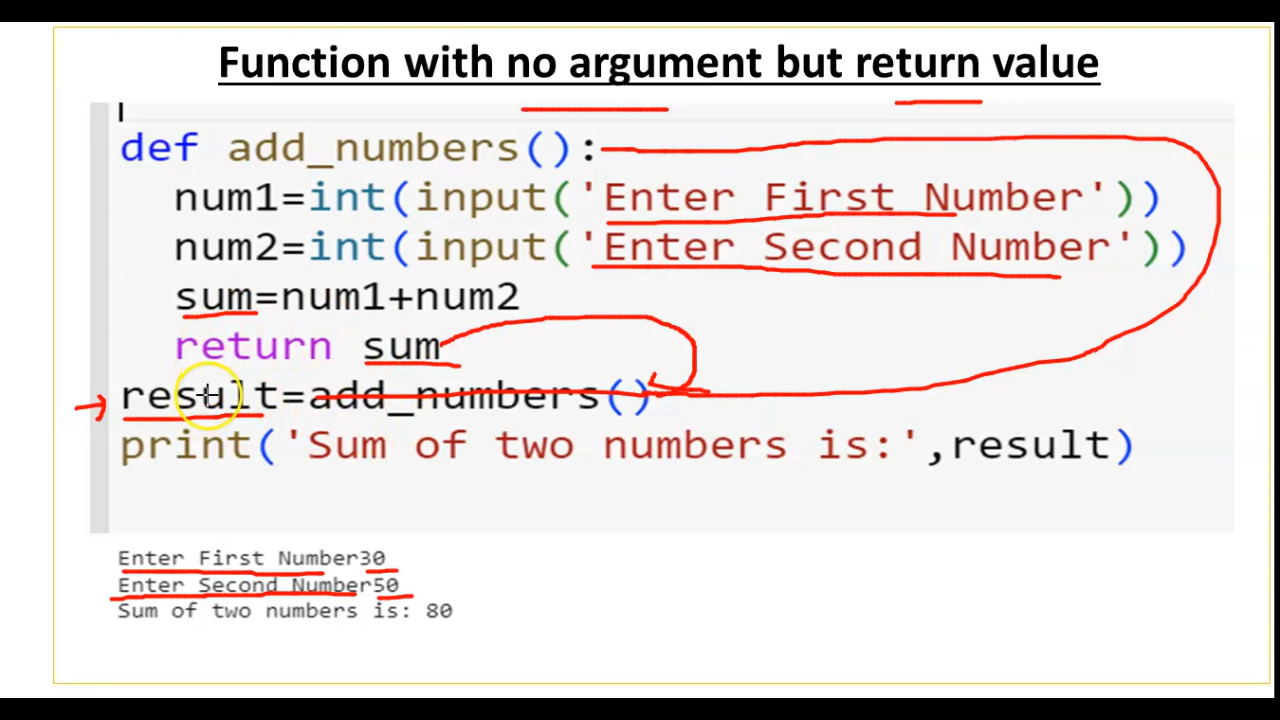 Function with no argument but return value
def add_numbers():
num1=int(input('Enter First Number'))
num2=int(input('Enter Second Number'))
sum=num1+num2
return sum
result=add_numbers()
print('Sum of two numbers is:',result)
Enter First Number30
Enter Second Number50
Sum of two numbers is: 80